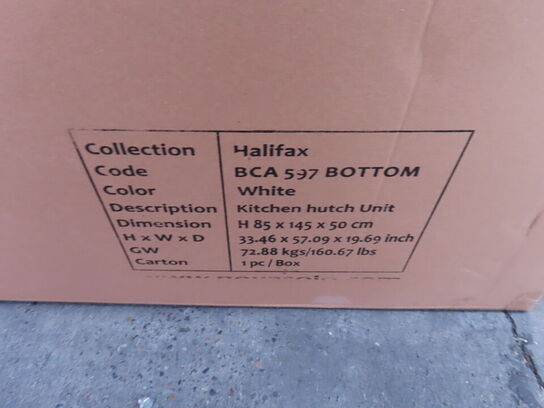 Collection Halifax
Code BCA 597 BOTTOM
Color White
Description Kitchen hutch Unit
Dimension H 85 x 145 x 50 cm
H x W x D 33.46 x 57.09 x 19.69 inch
GW 72.88 kgs/160.67 lbs
Carton 1 pc / Box